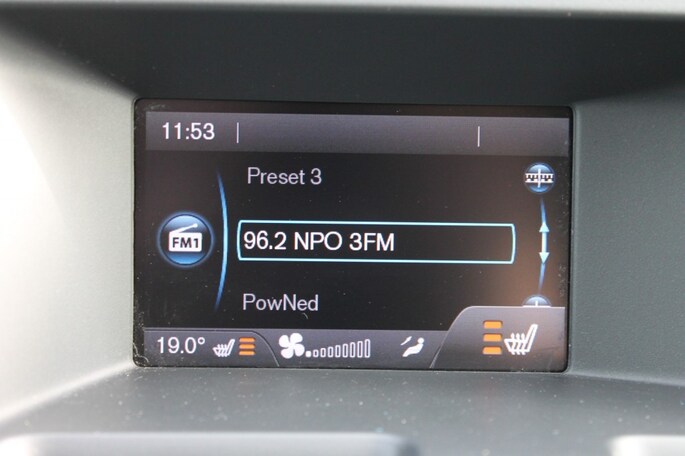 11:53
Preset 3
FM1
96.2 NPO 3FM
PowNed
19.0°